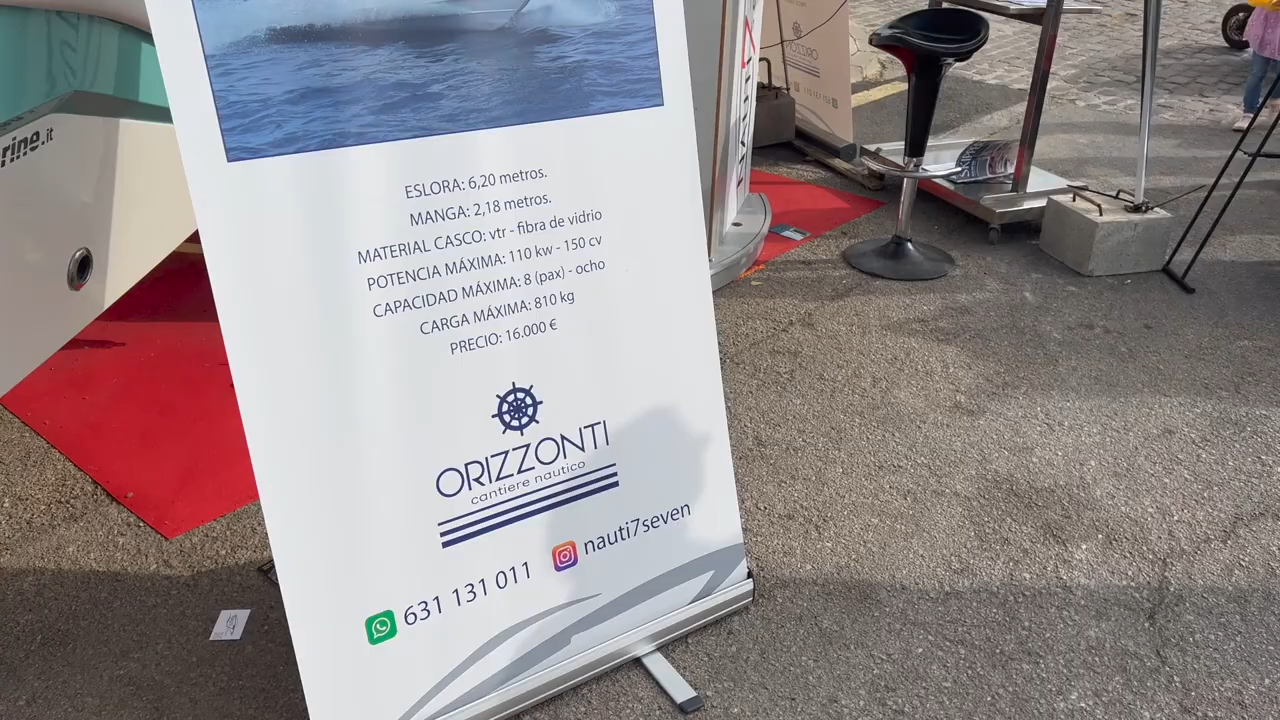 rine.it
ESLORA: 6,20 metros.
MANGA: 2,18 metros.
MATERIAL CASCO: vtr - fibra de vidrio
POTENCIA MÁXIMA: 110 kw - 150 cv
CAPACIDAD MÁXIMA: 8 (pax) - ocho
CARGA MÁXIMA: 810 kg
PRECIO: 16.000 €
ORIZZONTI
cantiere nautico
631 131 011
nauti7seven
ORIZZONTI